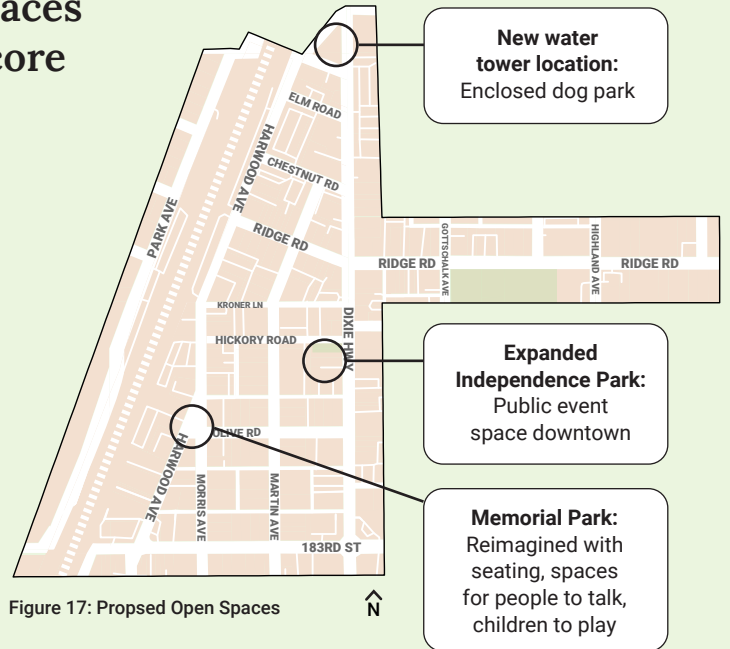 aces
core
New water
tower location:
Enclosed dog park
ELM ROAD
HARWOOD AVE
CHESTNUT RD
PARK AVE
RIDGE RD
GOTTSCHALK AVE
HIGHLAND AVE
RIDGE RD
RIDGE RD
KRONER LN
DIXIE HWY
HICKORY ROAD
Expanded
Independence Park:
Public event
space downtown
OLIVE RD
HARWOOD AVE
MORRIS AVE
MARTIN AVE
183RD ST
Memorial Park:
Reimagined with
seating, spaces
for people to talk,
children to play
Figure 17: Propsed Open Spaces
N